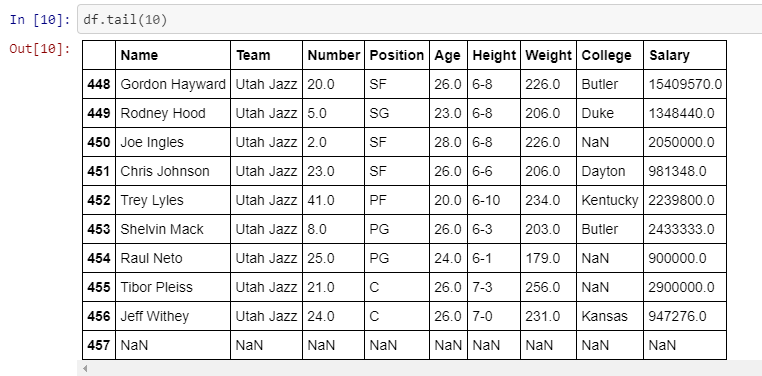 In [10]: df.tail(10)
Out[10]:
Name Team Number Position Age Height Weight College Salary
448 Gordon Hayward Utah Jazz 20.0 SF 26.0 6-8 226.0 Butler 15409570.0
449 Rodney Hood Utah Jazz 5.0 SG 23.0 6-8 206.0 Duke 1348440.0
450 Joe Ingles Utah Jazz 2.0 SF 28.0 6-8 226.0 NaN 2050000.0
451 Chris Johnson Utah Jazz 23.0 SF 26.0 6-6 206.0 Dayton 981348.0
452 Trey Lyles Utah Jazz 41.0 PF 20.0 6-10 234.0 Kentucky 2239800.0
453 Shelvin Mack Utah Jazz 8.0 PG 26.0 6-3 203.0 Butler 2433333.0
454 Raul Neto Utah Jazz 25.0 PG 24.0 6-1 179.0 NaN 900000.0
455 Tibor Pleiss Utah Jazz 21.0 C 26.0 7-3 256.0 NaN 2900000.0
456 Jeff Withey Utah Jazz 24.0 C 26.0 7-0 231.0 Kansas 947276.0
457 NaN NaN NaN NaN NaN NaN NaN NaN NaN